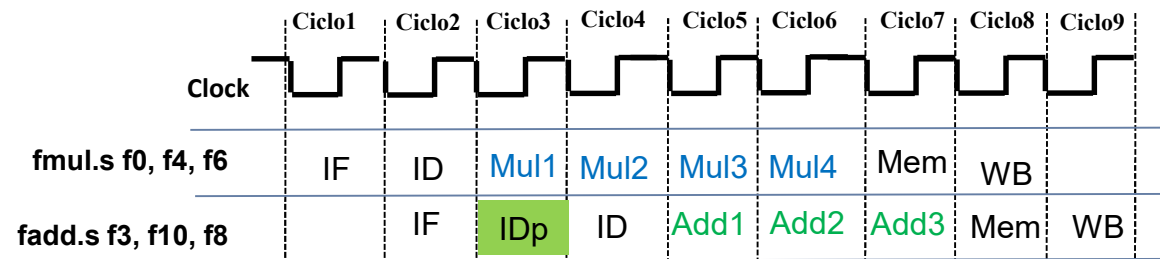 Ciclo1 Ciclo2 Ciclo3 Ciclo4 Ciclo5 Ciclo6 Ciclo7 Ciclo8 Ciclo9
Clock
fmul.s f0, f4, f6 IF ID Mul1 Mul2 Mul3 Mul4 Mem WB
fadd.s f3, f10, f8 IF IDp ID Add1 Add2 Add3 Mem WB